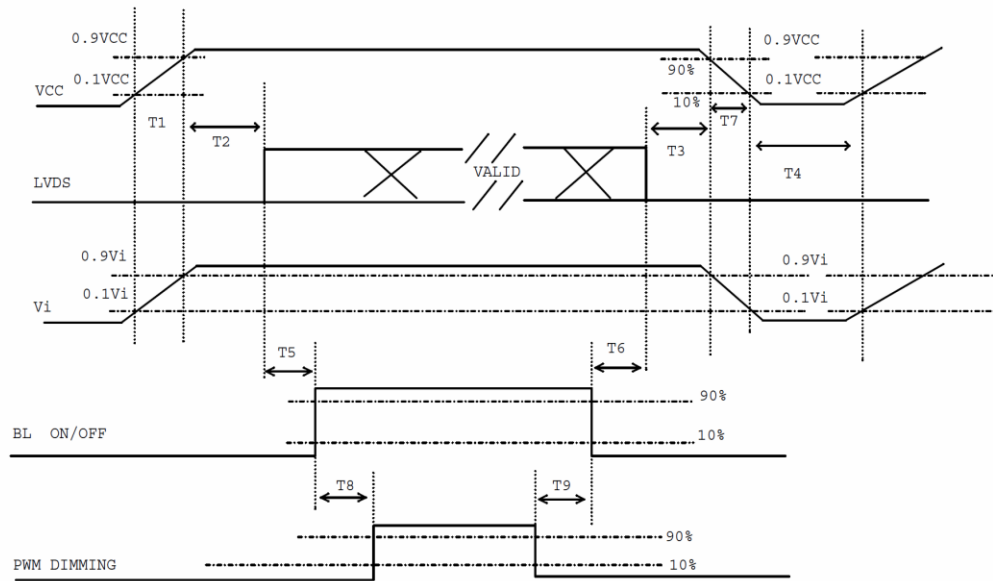 0.9VCC 0.9VCC
90%
0.1VCC 0.1VCC
VCC 10%
T1 T2 T3 T7 T4
VALID
LVDS
0.9Vi 0.9Vi
0.1Vi 0.1Vi
Vi
T5 T6
90%
BL ON/OFF 10%
T8 T9
90%
PWM DIMMING 10%